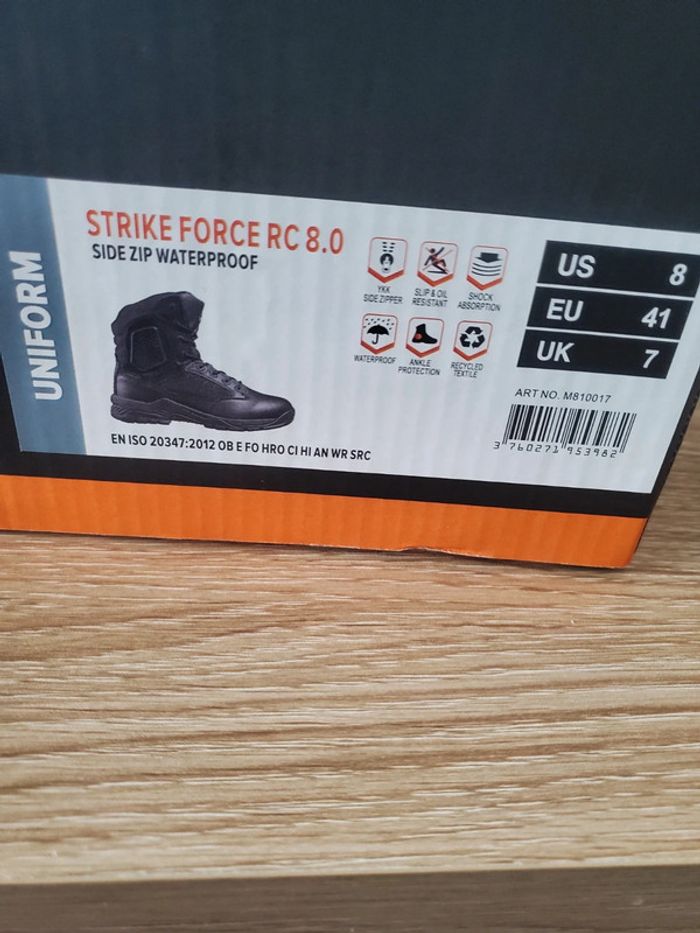 UNIFORM
STRIKE FORCE RC 8.0
SIDE ZIP WATERPROOF
YKK
SIDE ZIPPER
SLIP & OIL
RESISTANT
SHOCK
ABSORPTION
WATERPROOF
ANKLE
PROTECTION
RECYCLED
TEXTILE
US 8
EU 41
UK 7
ART NO. M810017
3 760271 953982
EN ISO 20347:2012 OB E FO HRO CI HI AN WR SRC